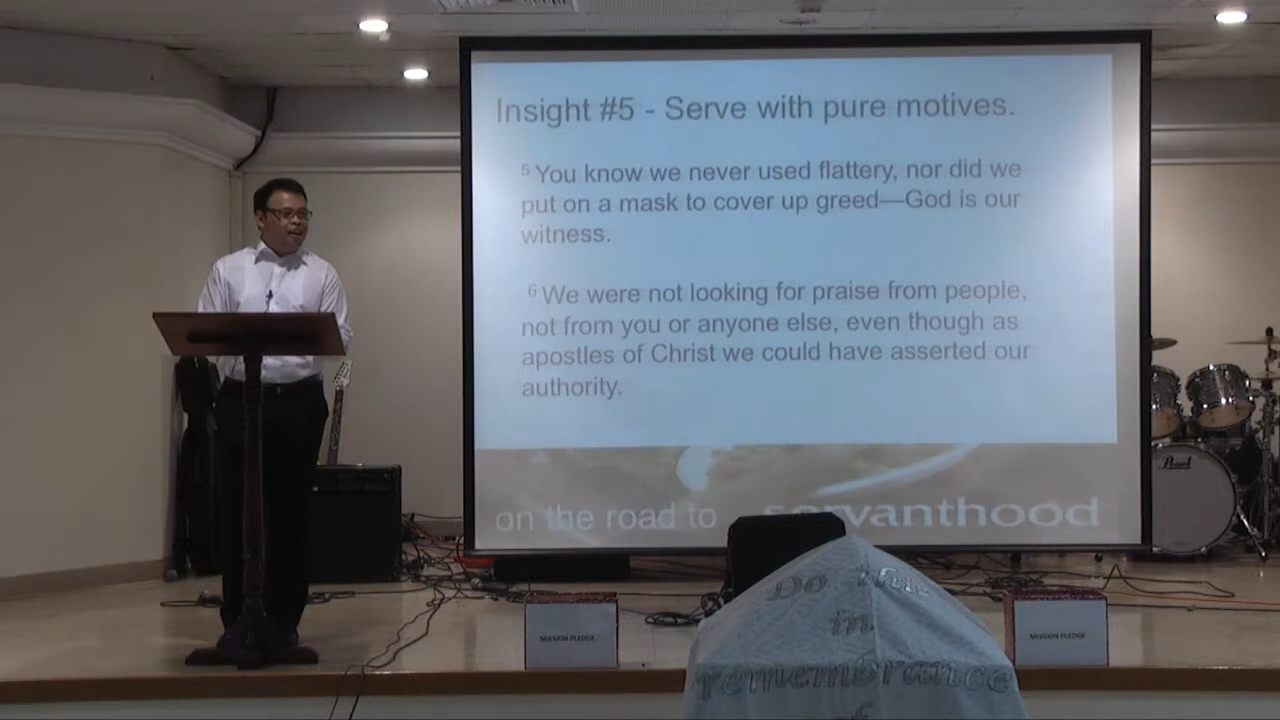 Insight #5 - Serve with pure motives.
5 You know we never used flattery, nor did we
put on a mask to cover up greed—God is our
witness.
6 We were not looking for praise from people,
not from you or anyone else, even though as
apostles of Christ we could have asserted our
authority.
on the road to servanthood
Pearl
MISSION PLEDGE
MISSION PLEDGE
Do this
in
remembrance
of